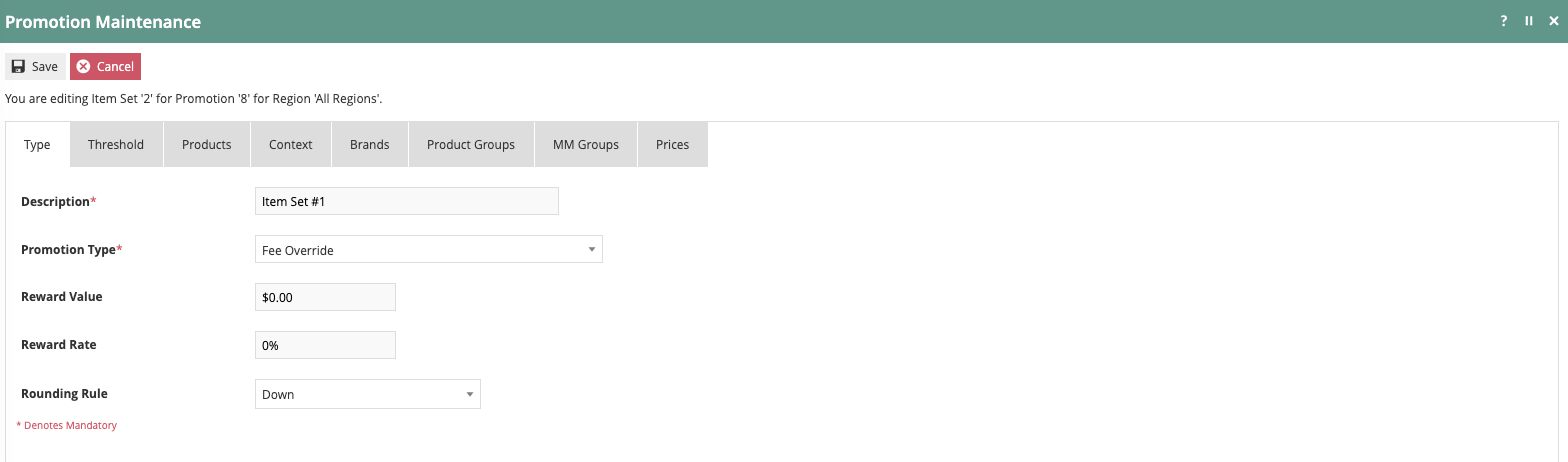 Promotion Maintenance
?
Save Cancel
You are editing Item Set '2' for Promotion '8' for Region 'All Regions'.
Type Threshold Products Context Brands Product Groups MM Groups Prices
Description* Item Set #1
Promotion Type* Fee Override
Reward Value $0.00
Reward Rate 0%
Rounding Rule Down
* Denotes Mandatory